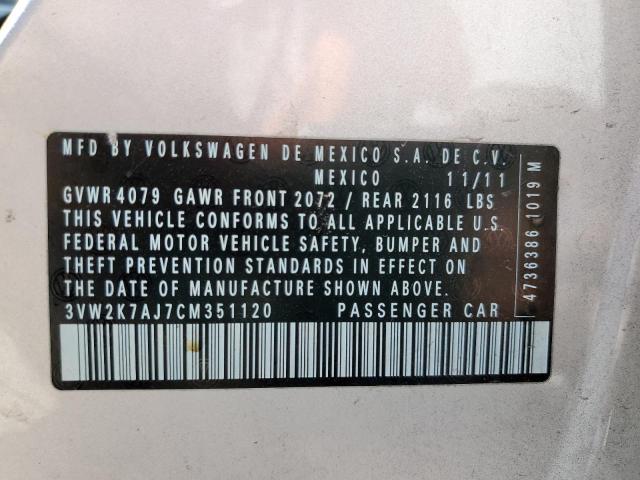 MFD BY VOLKSWAGEN DE MEXICO S.A. DE C.V.
MEXICO 11/11
GVWR 4079 GAWR FRONT 2072 / REAR 2116 LBS
THIS VEHICLE CONFORMS TO ALL APPLICABLE U.S.
FEDERAL MOTOR VEHICLE SAFETY, BUMPER AND
THEFT PREVENTION STANDARDS IN EFFECT ON
THE DATE OF MANUFACTURE SHOWN ABOVE.
3VW2K7AJ7CM351120 PASSENGER CAR
4736386 1019 M